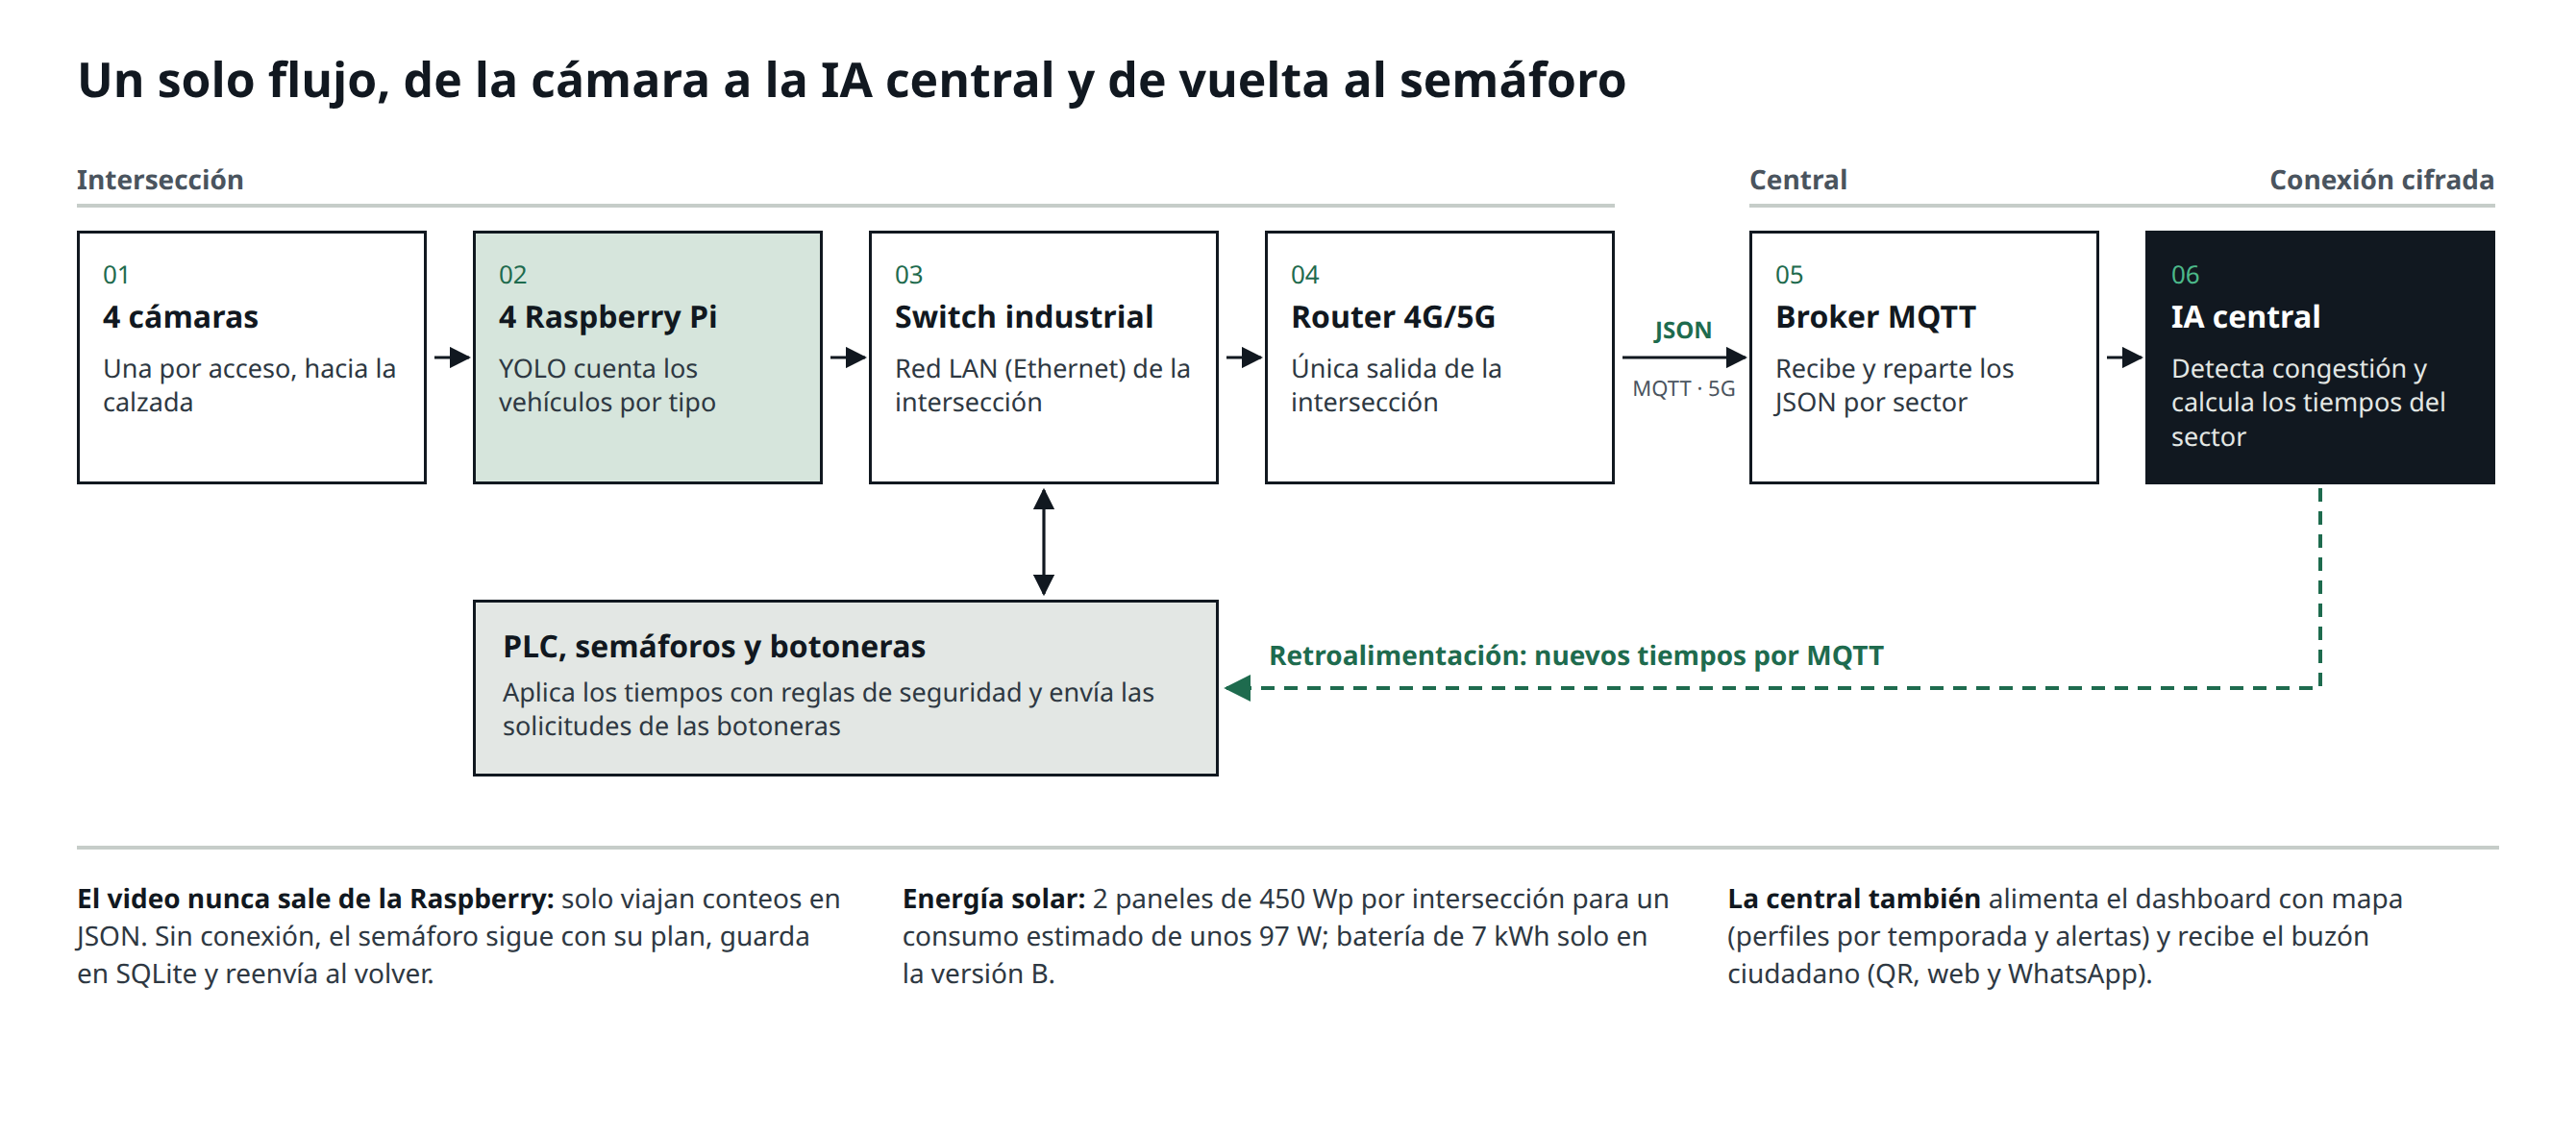 Un solo flujo, de la cámara a la IA central y de vuelta al semáforo
Intersección
Central
Conexión cifrada
01
4 cámaras
Una por acceso, hacia la
calzada
02
4 Raspberry Pi
YOLO cuenta los
vehículos por tipo
03
Switch industrial
Red LAN (Ethernet) de la
intersección
04
Router 4G/5G
Única salida de la
intersección
JSON
MQTT · 5G
05
Broker MQTT
Recibe y reparte los
JSON por sector
06
IA central
Detecta congestión y
calcula los tiempos del
sector
PLC, semáforos y botoneras
Aplica los tiempos con reglas de seguridad y envía las
solicitudes de las botoneras
Retroalimentación: nuevos tiempos por MQTT
El video nunca sale de la Raspberry: solo viajan conteos en
JSON. Sin conexión, el semáforo sigue con su plan, guarda
en SQLite y reenvía al volver.
Energía solar: 2 paneles de 450 Wp por intersección para un
consumo estimado de unos 97 W; batería de 7 kWh solo en
la versión B.
La central también alimenta el dashboard con mapa
(perfiles por temporada y alertas) y recibe el buzón
ciudadano (QR, web y WhatsApp).